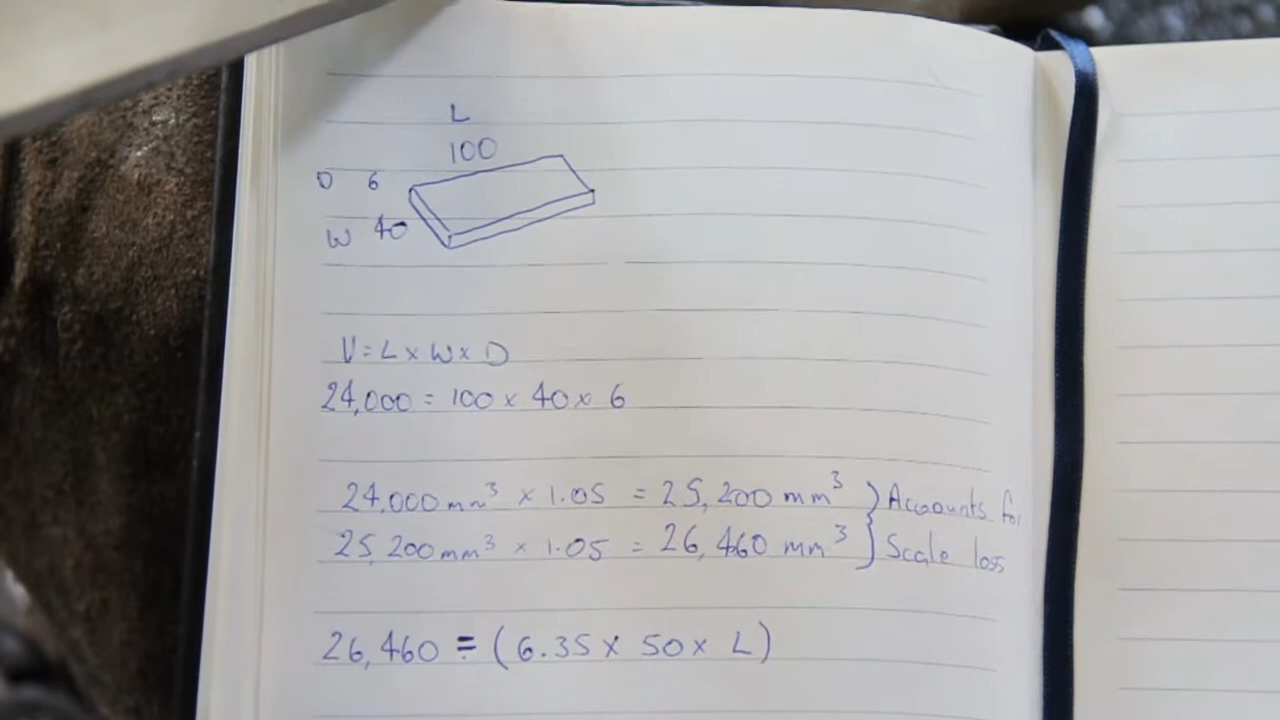 L
100
D 6
W 40
V = L x W x D
24,000 = 100 x 40 x 6
24,000 mm³ x 1.05 = 25,200 mm³ } Accounts for
25,200 mm³ x 1.05 = 26,460 mm³ } Scale loss
26,460 = (6.35 x 50 x L)